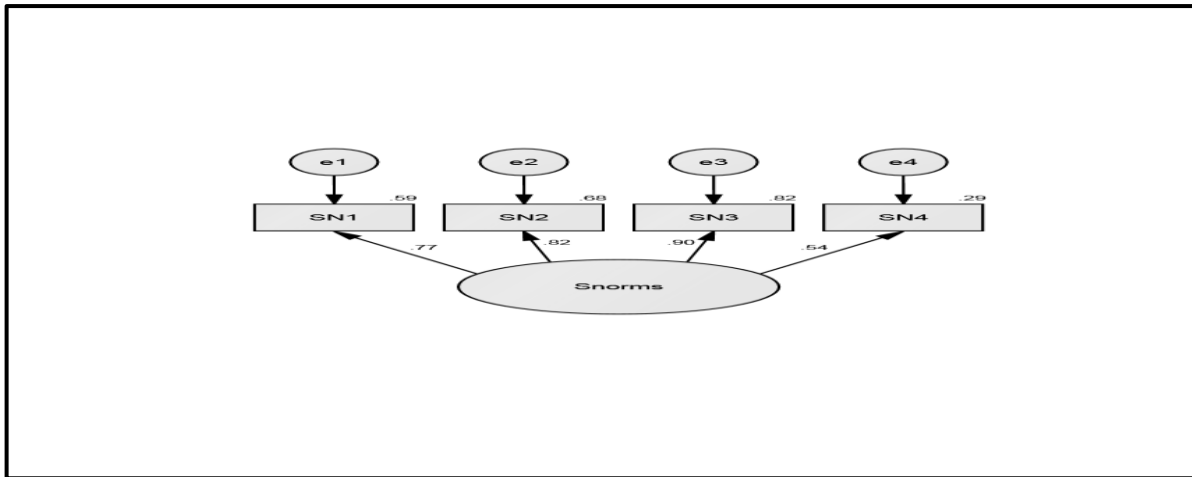 e1 e2 e3 e4
.59 .68 .82 .29
SN1 SN2 SN3 SN4
.77 .82 .90 .54
Snorms